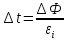 Δt = ΔΦ / ε_i